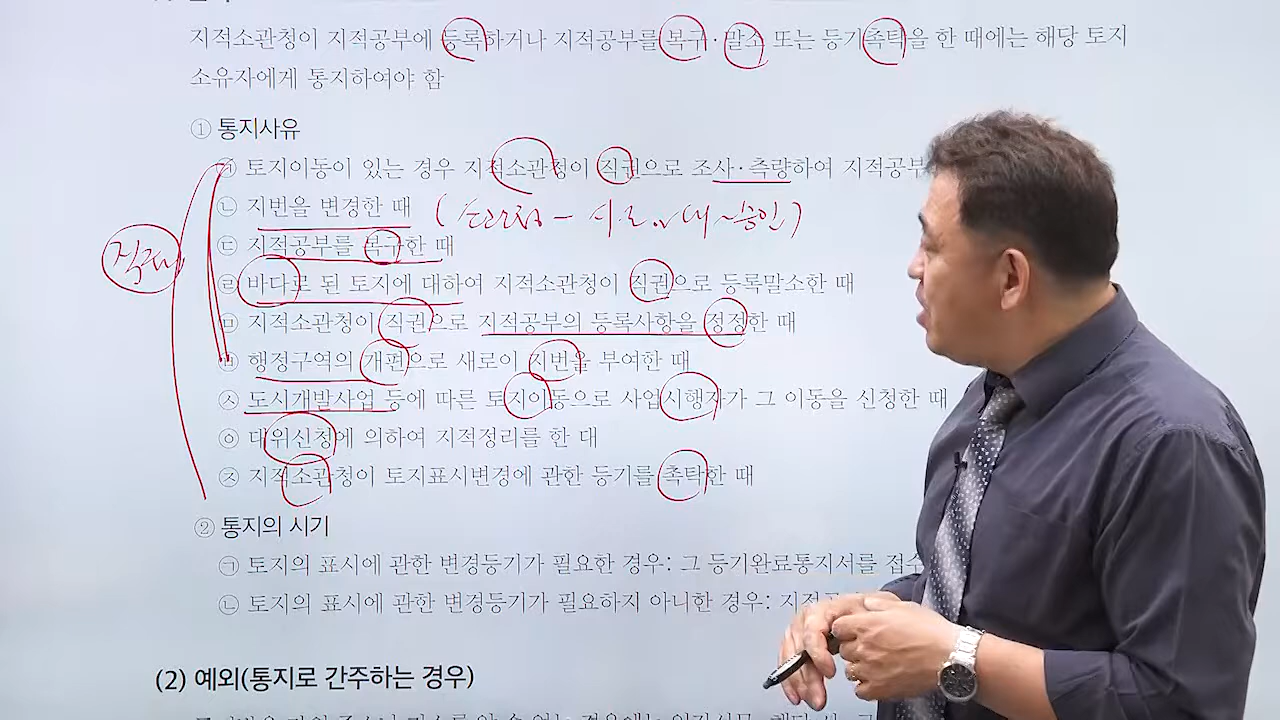 지적소관청이 지적공부에 등록하거나 지적공부를 복구·말소 또는 등기촉탁을 한 때에는 해당 토지
소유자에게 통지하여야 함
① 통지사유
㉠ 토지이동이 있는 경우 지적소관청이 직권으로 조사·측량하여 지적공부
㉡ 지번을 변경한 때 (소관청 - 시·도, 대 승인)
㉢ 지적공부를 복구한 때
직권
㉣ 바다로 된 토지에 대하여 지적소관청이 직권으로 등록말소한 때
㉤ 지적소관청이 직권으로 지적공부의 등록사항을 정정한 때
㉥ 행정구역의 개편으로 새로이 지번을 부여한 때
㉦ 도시개발사업 등에 따른 토지이동으로 사업시행자가 그 이동을 신청한 때
㉧ 대위신청에 의하여 지적정리를 한 대
㉨ 지적소관청이 토지표시변경에 관한 등기를 촉탁한 때
② 통지의 시기
㉠ 토지의 표시에 관한 변경등기가 필요한 경우: 그 등기완료통지서를 접수
㉡ 토지의 표시에 관한 변경등기가 필요하지 아니한 경우: 지적공
(2) 예외(통지로 간주하는 경우)